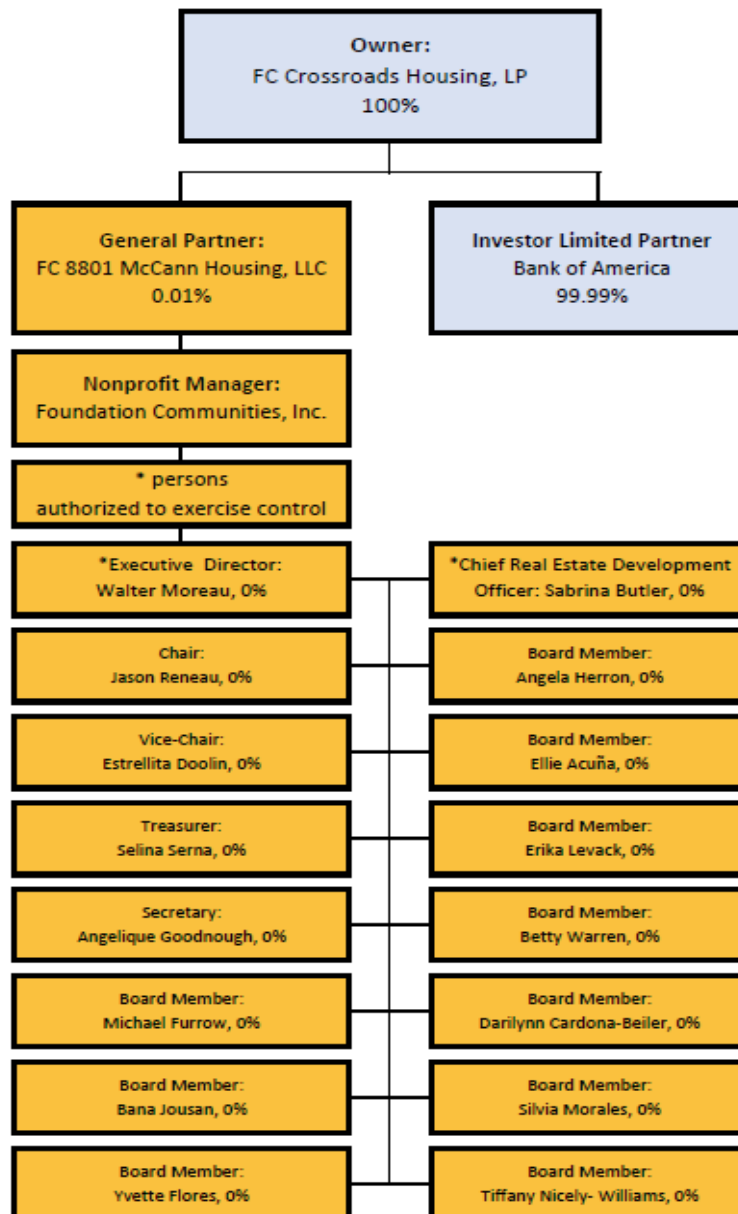 Owner:
FC Crossroads Housing, LP
100%
General Partner:
FC 8801 McCann Housing, LLC
0.01%
Investor Limited Partner
Bank of America
99.99%
Nonprofit Manager:
Foundation Communities, Inc.
* persons
authorized to exercise control
*Executive Director:
Walter Moreau, 0%
*Chief Real Estate Development
Officer: Sabrina Butler, 0%
Chair:
Jason Reneau, 0%
Board Member:
Angela Herron, 0%
Vice-Chair:
Estrellita Doolin, 0%
Board Member:
Ellie Acuña, 0%
Treasurer:
Selina Serna, 0%
Board Member:
Erika Levack, 0%
Secretary:
Angelique Goodnough, 0%
Board Member:
Betty Warren, 0%
Board Member:
Michael Furrow, 0%
Board Member:
Darilynn Cardona-Beiler, 0%
Board Member:
Bana Jousan, 0%
Board Member:
Silvia Morales, 0%
Board Member:
Yvette Flores, 0%
Board Member:
Tiffany Nicely- Williams, 0%